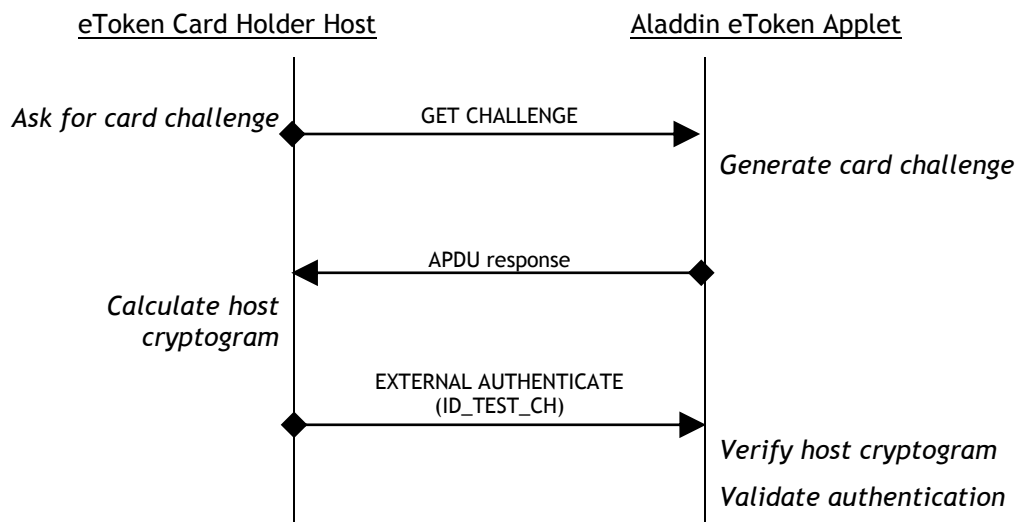 eToken Card Holder Host
Aladdin eToken Applet
Ask for card challenge
GET CHALLENGE
Generate card challenge
APDU response
Calculate host
cryptogram
EXTERNAL AUTHENTICATE
(ID_TEST_CH)
Verify host cryptogram
Validate authentication